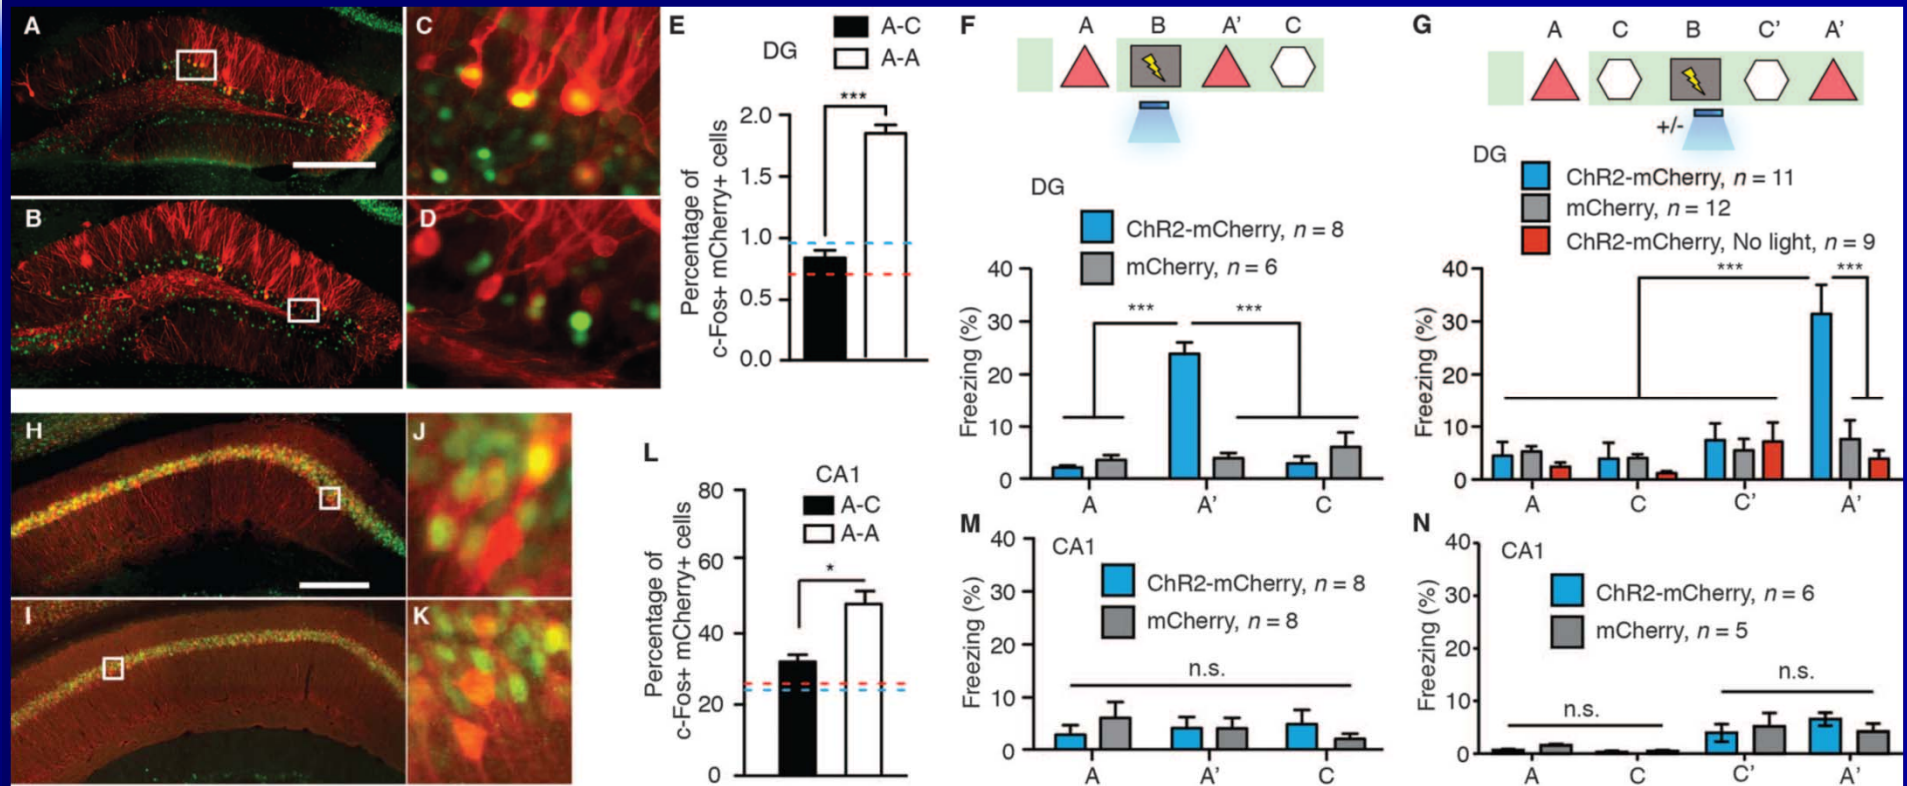 A
C
B
D
E
A-C
DG
A-A
***
Percentage of
c-Fos+ mCherry+ cells
2.0
1.5
1.0
0.5
0.0
F
A B A’ C
DG
ChR2-mCherry, n = 8
mCherry, n = 6
*** ***
Freezing (%)
40
30
20
10
0
A A’ C
G
A C B C’ A’
+/-
DG
ChR2-mCherry, n = 11
mCherry, n = 12
ChR2-mCherry, No light, n = 9
*** ***
Freezing (%)
40
30
20
10
0
A C C’ A’
H
J
I
K
L
CA1
A-C
A-A
*
Percentage of
c-Fos+ mCherry+ cells
80
60
40
20
0
M
CA1
ChR2-mCherry, n = 8
mCherry, n = 8
n.s.
Freezing (%)
40
30
20
10
0
A A’ C
N
CA1
ChR2-mCherry, n = 6
mCherry, n = 5
n.s.
n.s.
Freezing (%)
40
30
20
10
0
A C C’ A’